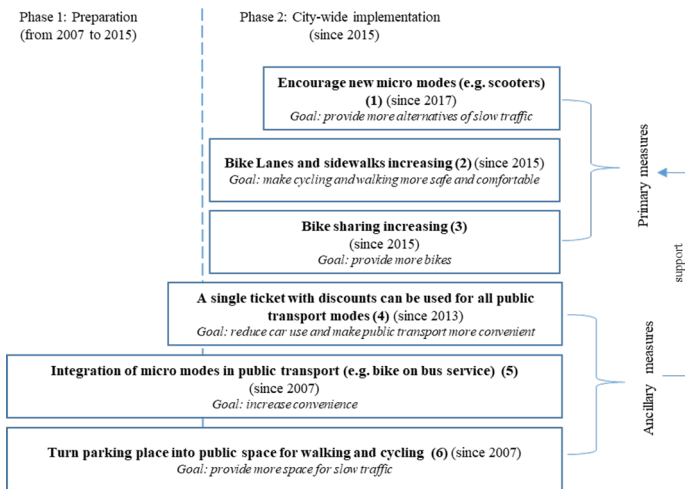 Phase 1: Preparation
(from 2007 to 2015)
Phase 2: City-wide implementation
(since 2015)
Encourage new micro modes (e.g. scooters)
(1) (since 2017)
Goal: provide more alternatives of slow traffic
Bike Lanes and sidewalks increasing (2) (since 2015)
Goal: make cycling and walking more safe and comfortable
Bike sharing increasing (3)
(since 2015)
Goal: provide more bikes
Primary measures
A single ticket with discounts can be used for all public
transport modes (4) (since 2013)
Goal: reduce car use and make public transport more convenient
Integration of micro modes in public transport (e.g. bike on bus service) (5)
(since 2007)
Goal: increase convenience
Turn parking place into public space for walking and cycling (6) (since 2007)
Goal: provide more space for slow traffic
Ancillary measures
support